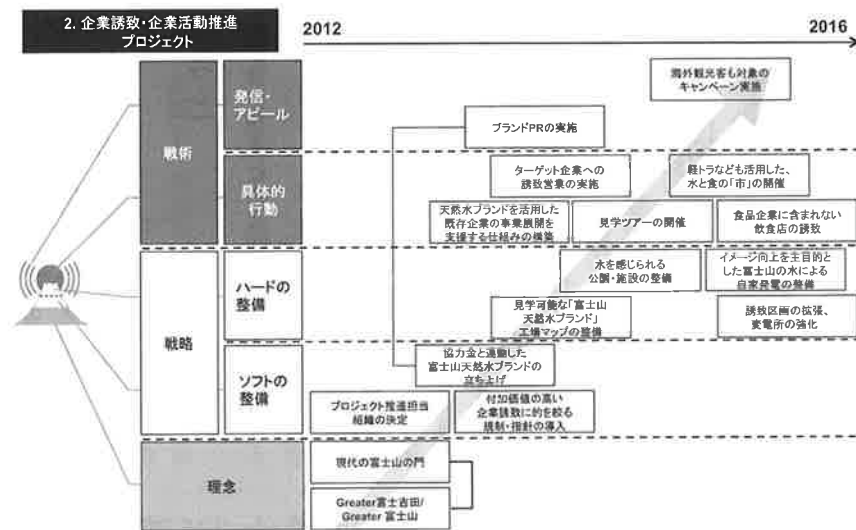 2. 企業誘致・企業活動推進
プロジェクト
2012
2016
戦術
発信・
アピール
海外観光客も対象の
キャンペーン実施
ブランドPRの実施
具体的
行動
ターゲット企業への
誘致営業の実施
軽トラなども活用した、
水と食の「市」の開催
天然水ブランドを活用した
既存企業の事業展開を
支援する仕組みの構築
見学ツアーの開催
食品企業に含まれない
飲食店の誘致
戦略
ハードの
整備
水を感じられる
公園・施設の整備
イメージ向上を主目的と
した富士山の水による
自家発電の整備
見学可能な「富士山
天然水ブランド」
工場マップの整備
誘致区画の拡張、
変電所の強化
ソフトの
整備
協力金と連動した
富士山天然水ブランドの
立ち上げ
プロジェクト推進担当
組織の決定
付加価値の高い
企業誘致に的を絞る
規制・指針の導入
理念
現代の富士山の門
Greater富士吉田/
Greater 富士山